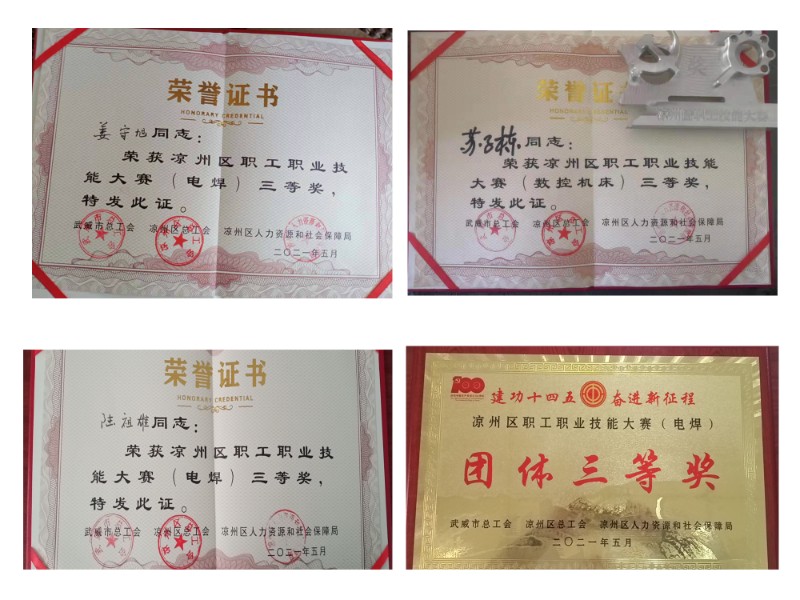 荣誉证书
HONORARY CREDENTIAL
姜守旭同志：
荣获凉州区职工职业技
能大赛（电焊）三等奖，
特发此证。
武威市总工会 凉州区总工会 凉州区人力资源和社会保障局
二〇二一年五月
荣誉证书
HONORARY CREDENTIAL
奖
苏子栋同志：
荣获凉州区职工职业技能
大赛（数控机床）三等奖，
特发此证。
武威市总工会 凉州区总工会 凉州区人力资源和社会保障局
二〇二一年五月
荣誉证书
HONORARY CREDENTIAL
陆祖雄同志：
荣获凉州区职工职业技
能大赛（电焊）三等奖，
特发此证。
武威市总工会 凉州区总工会 凉州区人力资源和社会保障局
二〇二一年五月
100
建功十四五 奋进新征程
凉州区职工职业技能大赛（电焊）
团体三等奖
武威市总工会 凉州区总工会 凉州区人力资源和社会保障局
二〇二一年五月